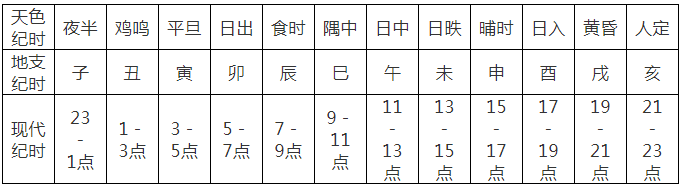 天色纪时 夜半 鸡鸣 平旦 日出 食时 隅中 日中 日昳 晡时 日入 黄昏 人定
地支纪时 子 丑 寅 卯 辰 巳 午 未 申 酉 戌 亥
现代纪时 23-1点 1-3点 3-5点 5-7点 7-9点 9-11点 11-13点 13-15点 15-17点 17-19点 19-21点 21-23点